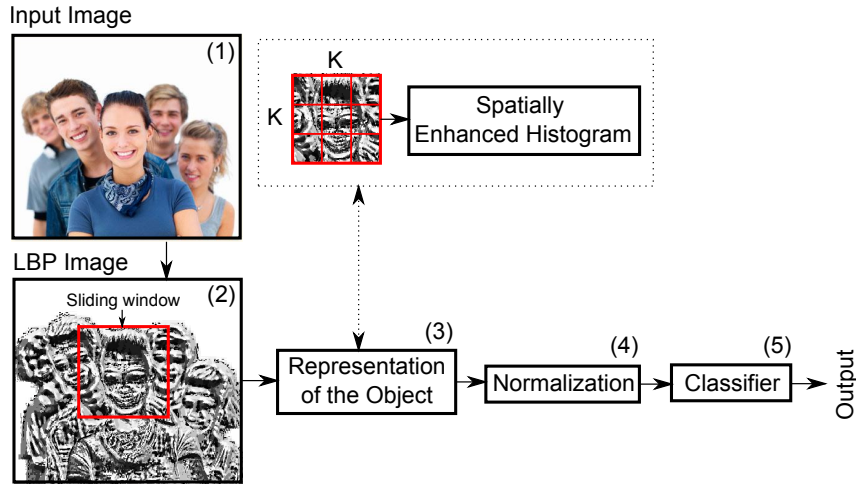 Input Image
(1)
K
K
Spatially
Enhanced Histogram
LBP Image
(2)
Sliding window
(3)
Representation
of the Object
(4)
Normalization
(5)
Classifier
Output